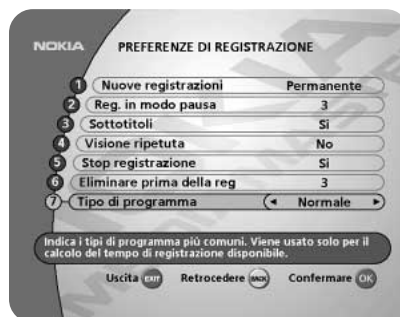 NOKIA PREFERENZE DI REGISTRAZIONE
1 Nuove registrazioni Permanente
2 Reg. in modo pausa 3
3 Sottotitoli Si
4 Visione ripetuta No
5 Stop registrazione Si
6 Eliminare prima della reg 3
7 Tipo di programma Normale
Indica i tipi di programma più comuni. Viene usato solo per il
calcolo del tempo di registrazione disponibile.
Uscita EXIT Retrocedere BACK Confermare OK